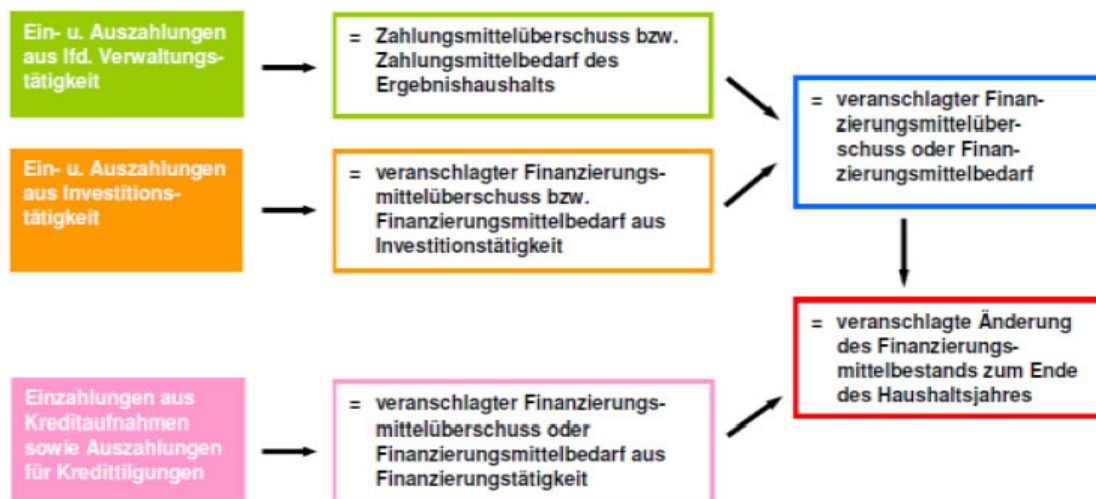 Ein- u. Auszahlungen
aus lfd. Verwaltungs-
tätigkeit
= Zahlungsmittelüberschuss bzw.
Zahlungsmittelbedarf des
Ergebnishaushalts
= veranschlagter Finan-
zierungsmittelüber-
schuss oder Finan-
zierungsmittelbedarf
Ein- u. Auszahlungen
aus Investitions-
tätigkeit
= veranschlagter Finanzierungs-
mittelüberschuss bzw.
Finanzierungsmittelbedarf aus
Investitionstätigkeit
= veranschlagte Änderung
des Finanzierungs-
mittelbestands zum Ende
des Haushaltsjahres
Einzahlungen aus
Kreditaufnahmen
sowie Auszahlungen
für Kredittilgungen
= veranschlagter Finanzierungs-
mittelüberschuss oder
Finanzierungsmittelbedarf aus
Finanzierungstätigkeit